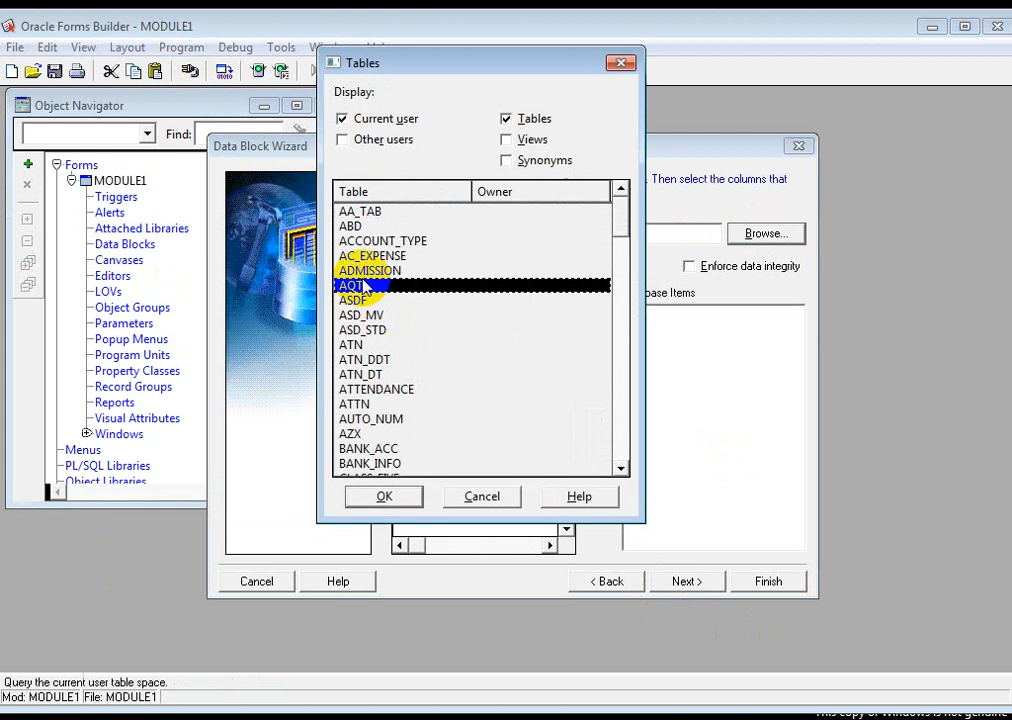 Oracle Forms Builder - MODULE1
File Edit View Layout Program Debug Tools
Tables
Display:
Current user
Tables
Other users
Views
Synonyms
Table
Owner
AA_TAB
ABD
ACCOUNT_TYPE
AC_EXPENSE
ADMISSION
ASDF
ASD_MV
ASD_STD
ATN
ATN_DDT
ATN_DT
ATTENDANCE
ATTN
AUTO_NUM
AZX
BANK_ACC
BANK_INFO
OK
Cancel
Help
Object Navigator
Find:
Forms
MODULE1
Triggers
Alerts
Attached Libraries
Data Blocks
Canvases
Editors
LOVs
Object Groups
Parameters
Popup Menus
Program Units
Property Classes
Record Groups
Reports
Visual Attributes
Windows
Menus
PL/SQL Libraries
Object Libraries
Data Block Wizard
. Then select the columns that
Browse...
Enforce data integrity
base Items
Cancel
Help
< Back
Next >
Finish
Query the current user table space.
Mod: MODULE1 File: MODULE1
This copy of Windows is not genuine